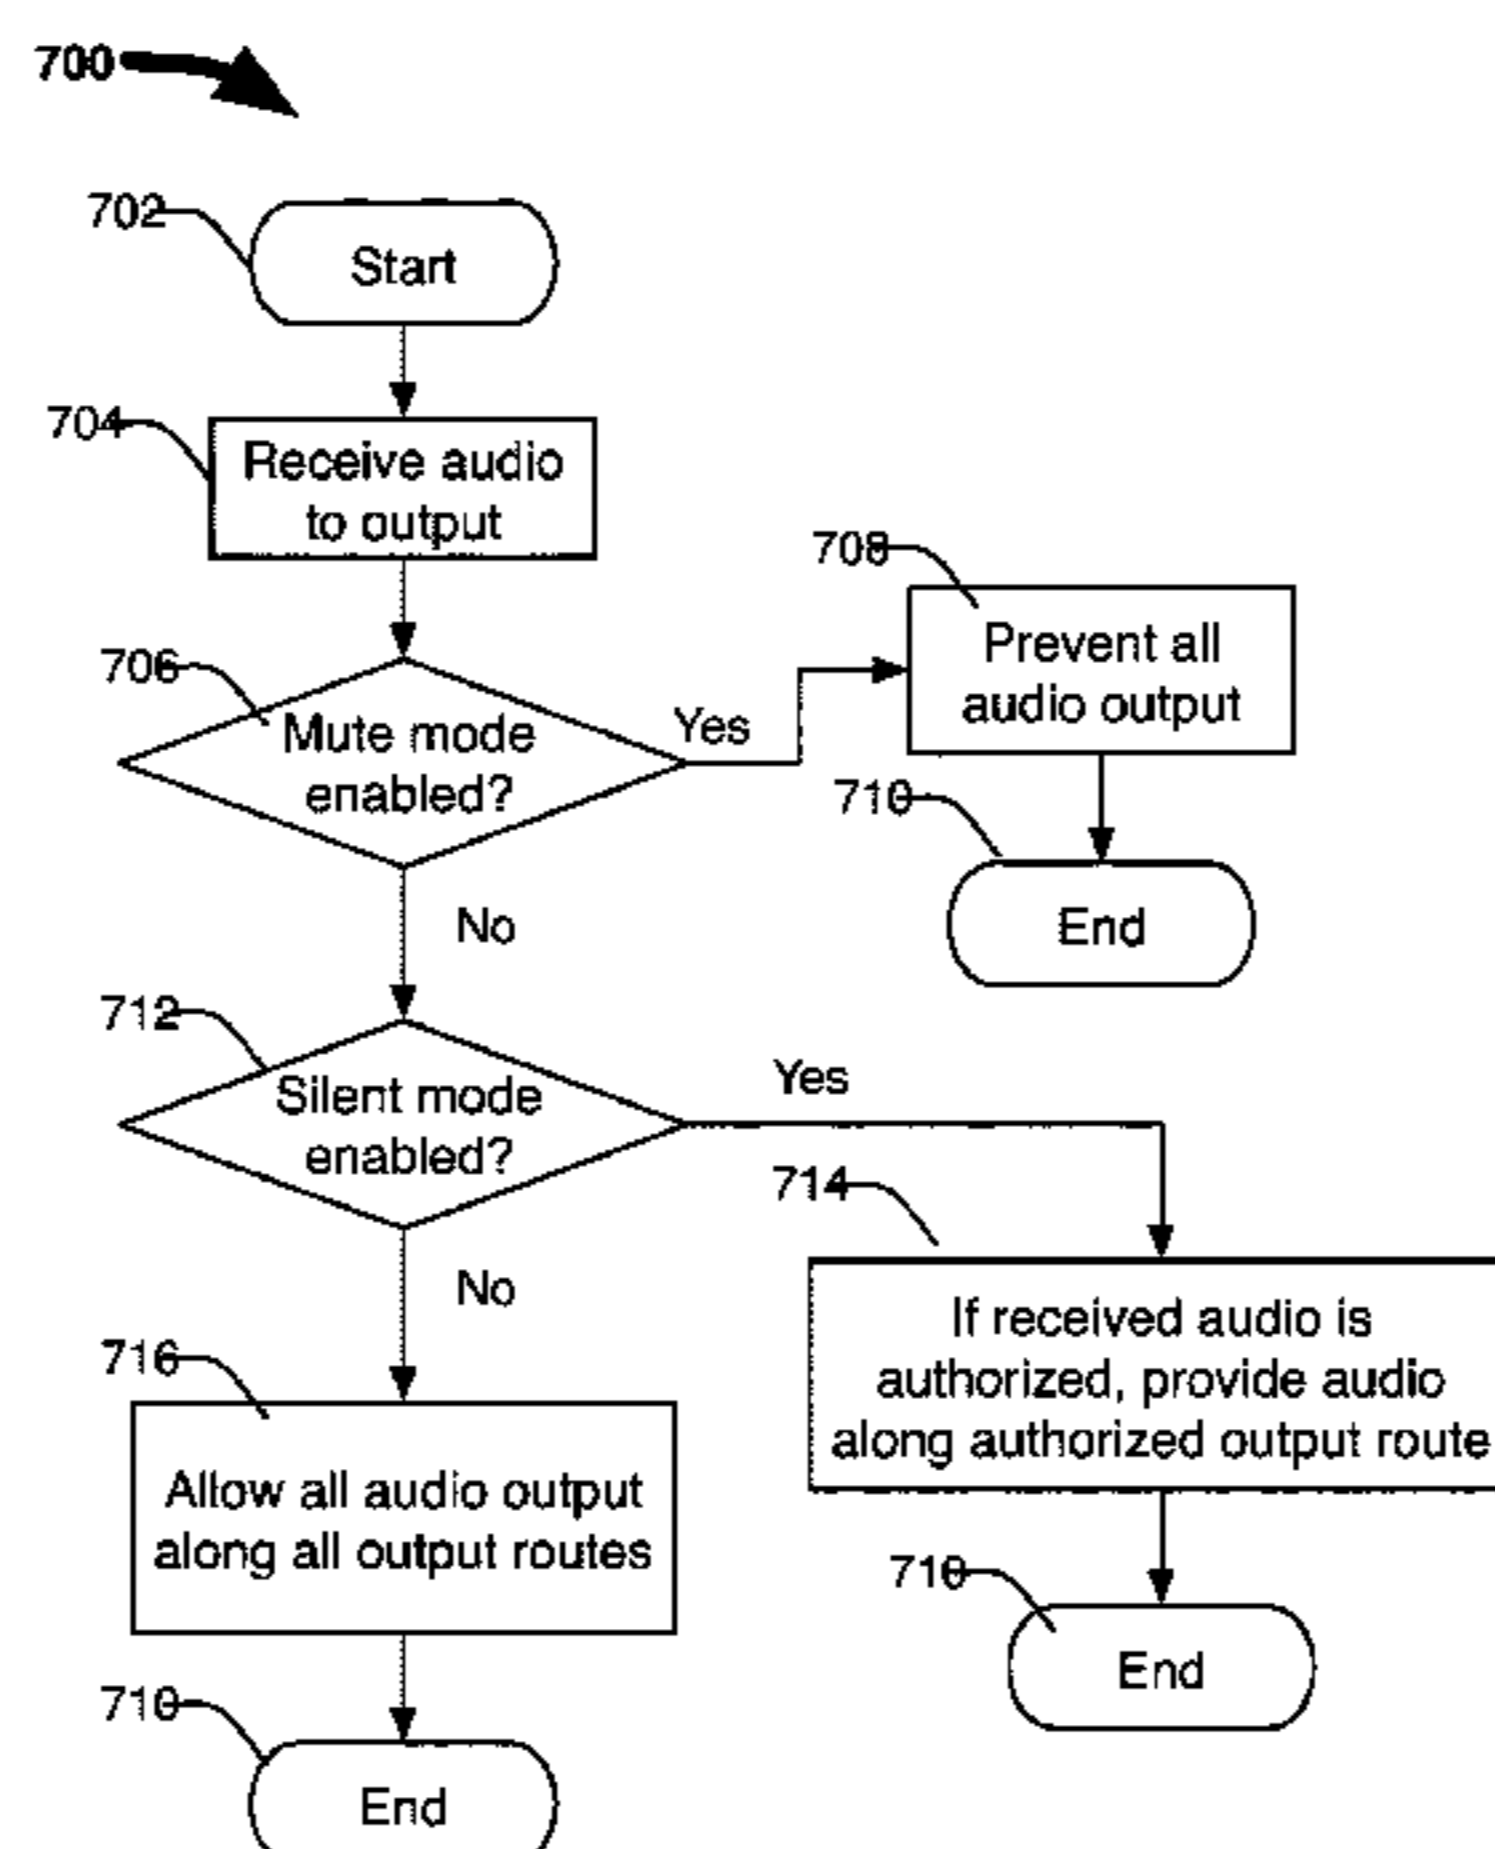 700
702
Start
704
Receive audio
to output
706
Mute mode
enabled?
Yes
708
Prevent all
audio output
710
End
No
712
Silent mode
enabled?
Yes
714
If received audio is
authorized, provide audio
along authorized output route
710
End
No
716
Allow all audio output
along all output routes
710
End